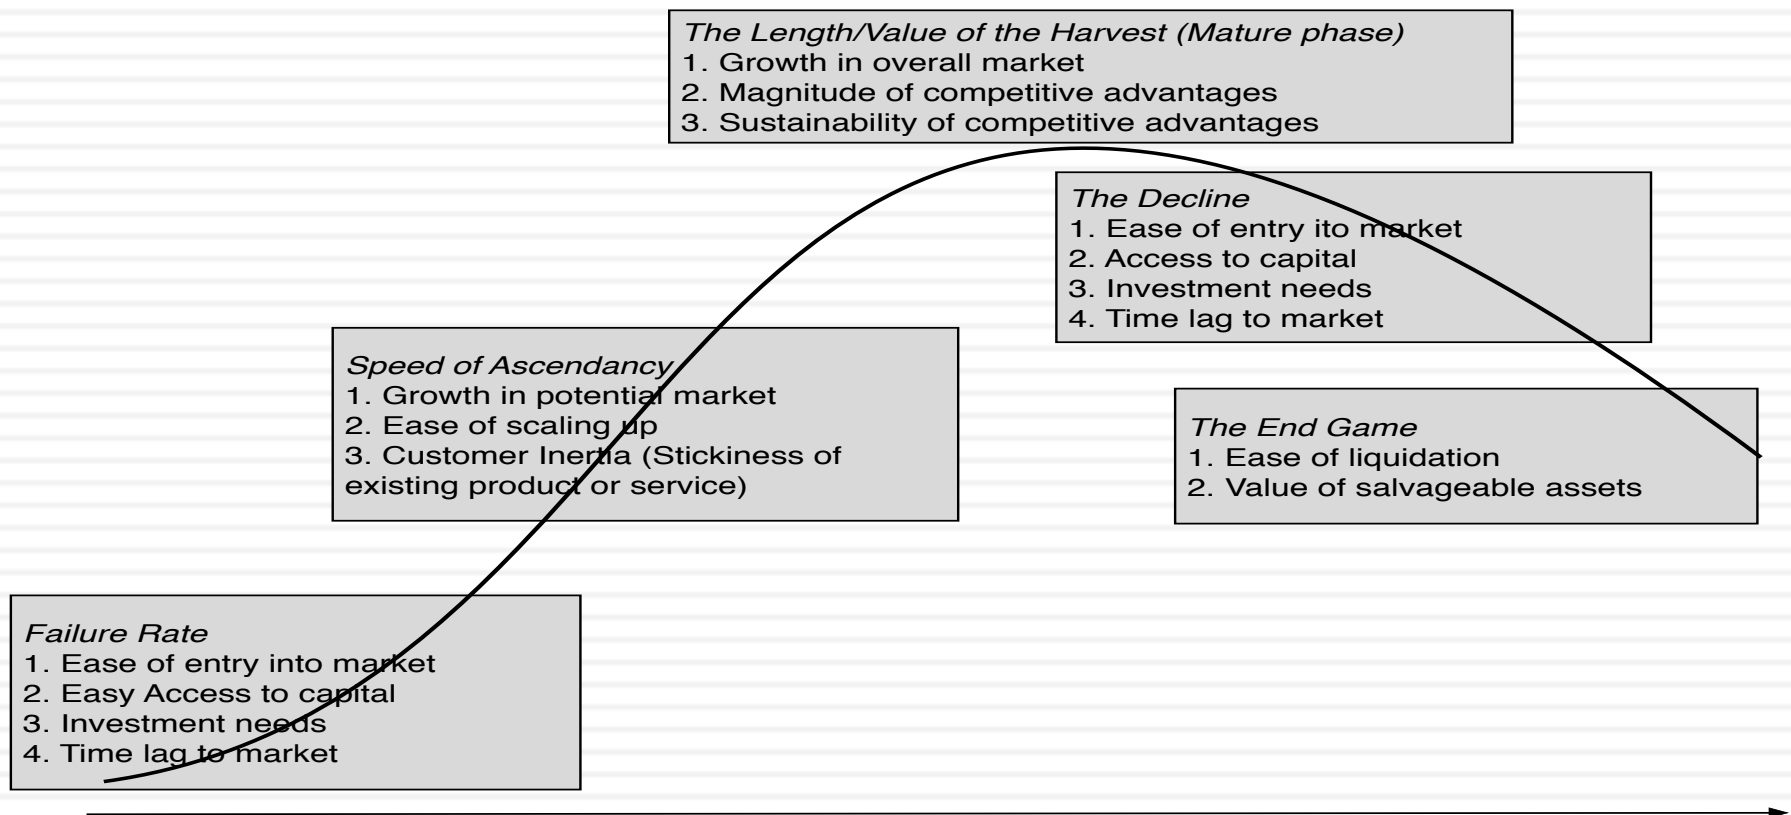 The Length/Value of the Harvest (Mature phase)
1. Growth in overall market
2. Magnitude of competitive advantages
3. Sustainability of competitive advantages
The Decline
1. Ease of entry ito market
2. Access to capital
3. Investment needs
4. Time lag to market
Speed of Ascendancy
1. Growth in potential market
2. Ease of scaling up
3. Customer Inertia (Stickiness of
existing product or service)
The End Game
1. Ease of liquidation
2. Value of salvageable assets
Failure Rate
1. Ease of entry into market
2. Easy Access to capital
3. Investment needs
4. Time lag to market